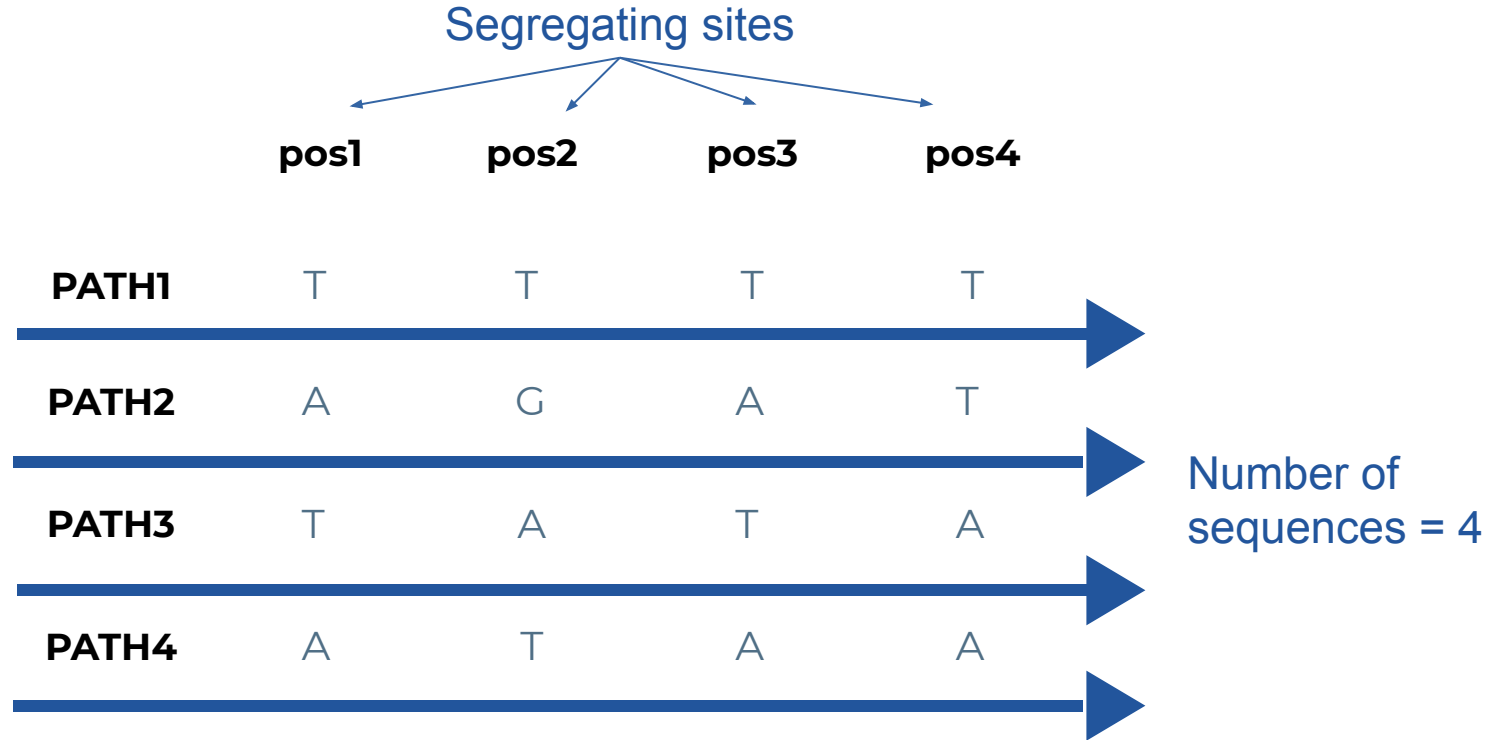 Segregating sites
pos1 pos2 pos3 pos4
PATH1 T T T T
PATH2 A G A T
Number of
sequences = 4
PATH3 T A T A
PATH4 A T A A